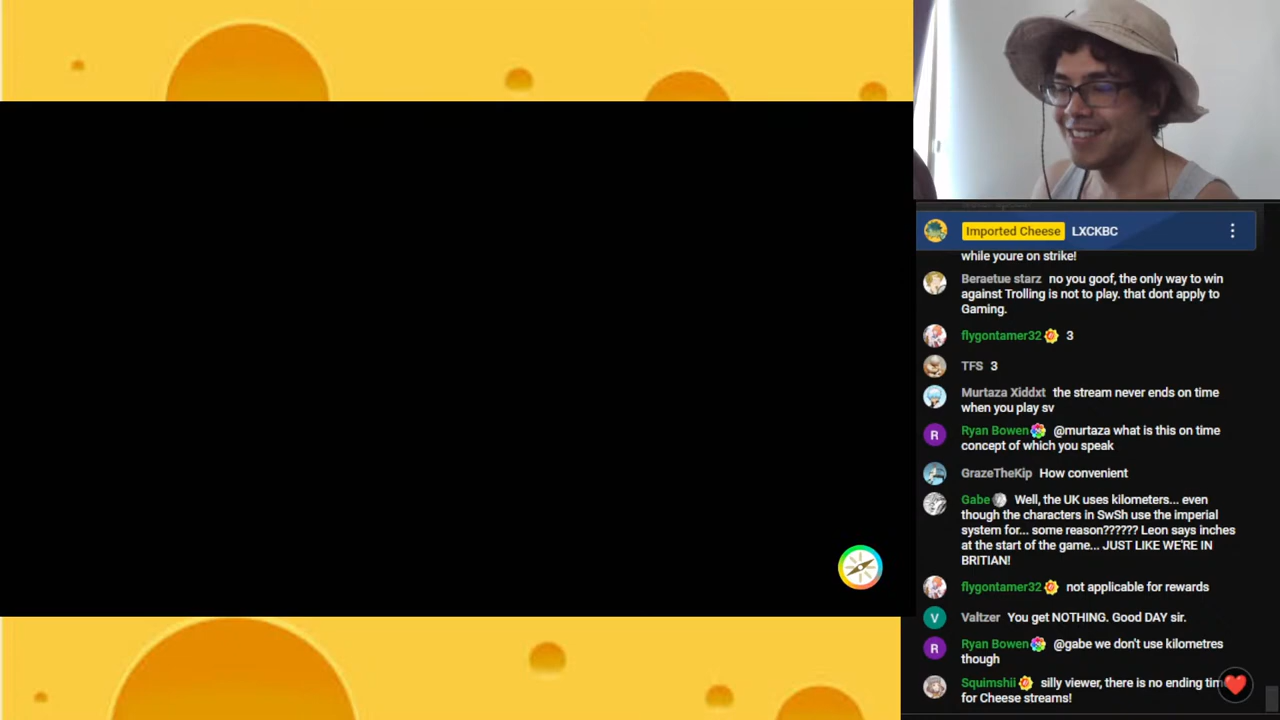 Imported Cheese LXCKBC
while youre on strike!
Beraetue starz no you goof, the only way to win
against Trolling is not to play. that dont apply to
Gaming.
flygontamer32 3
TFS 3
Murtaza Xiddxt the stream never ends on time
when you play sv
R Ryan Bowen @murtaza what is this on time
concept of which you speak
GrazeTheKip How convenient
Gabe Well, the UK uses kilometers... even
though the characters in SwSh use the imperial
system for... some reason?????? Leon says inches
at the start of the game... JUST LIKE WE'RE IN
BRITIAN!
flygontamer32 not applicable for rewards
V Valtzer You get NOTHING. Good DAY sir.
R Ryan Bowen @gabe we don't use kilometres
though
Squimshii silly viewer, there is no ending
for Cheese streams!